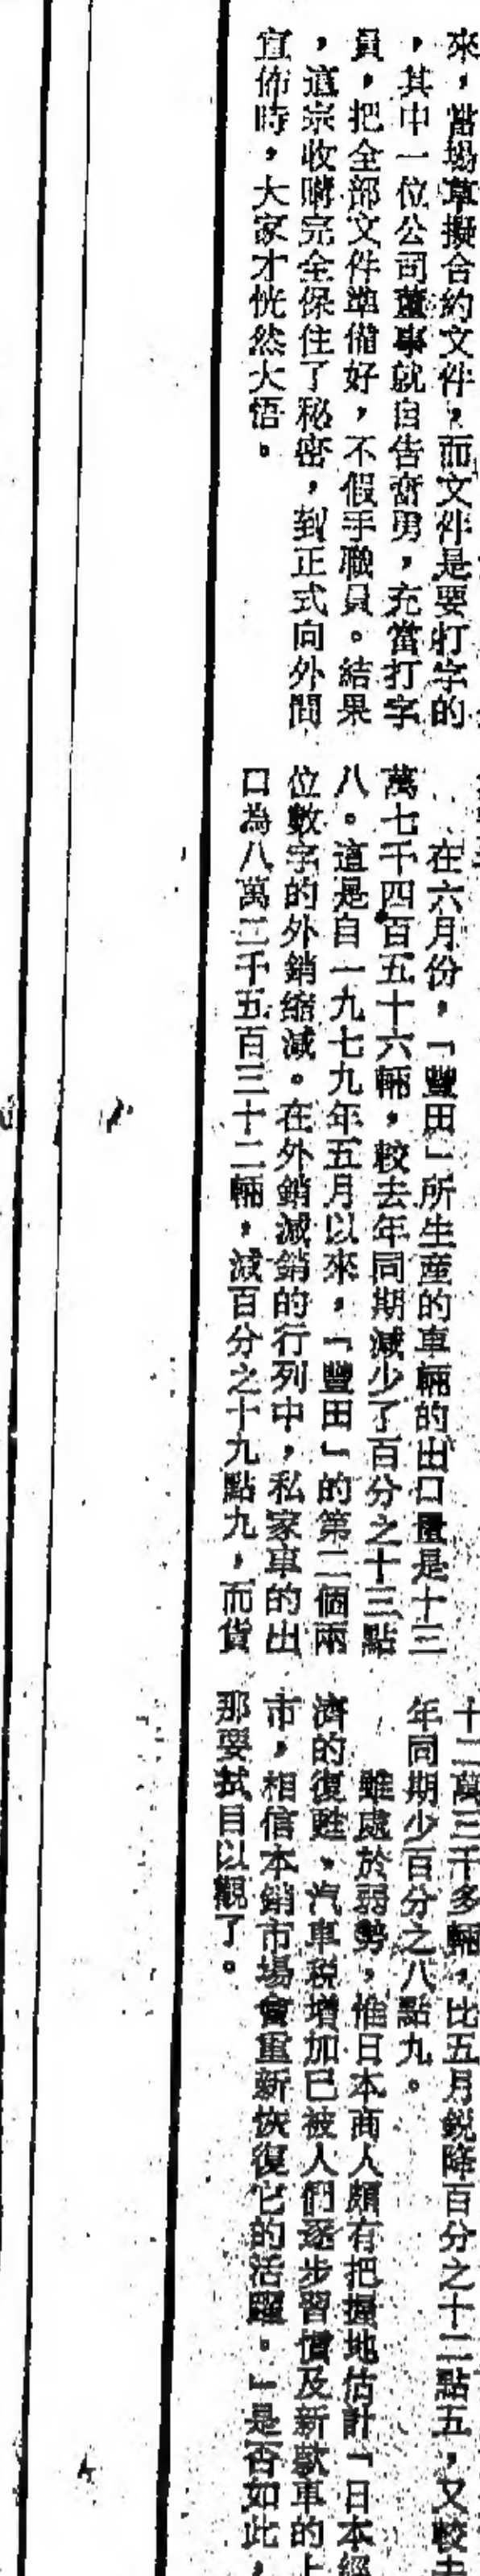 來，當場草擬合約文件，而文件是要打字的
，其中一位公司董事就自告奮勇，充當打字
員，把全部文件準備好，不假手職員。結果
，這宗收購完全保住了秘密，到正式向外間
宣佈時，大家才恍然大悟。
在六月份，「豐田」所生產的車輛的出口量是十三
萬七千四百五十六輛，較去年同期減少了百分之十三點
八。這是自一九七九年五月以來，「豐田」的第二個兩
位數字的外銷縮減。在外銷減銷的行列中，私家車的出
口為八萬三千五百三十二輛，減百分之十九點九，而貨
十二萬三千多輛，比五月銳降百分之十二點五，又較去
年同期少百分之八點九。
雖處於弱勢，惟日本商人頗有把握地估計「日本經
濟的復甦，汽車税增加已被人們逐步習慣及新款車的上
市，相信本銷市場會重新恢復它的活躍。」是否如此，
那要拭目以觀了。